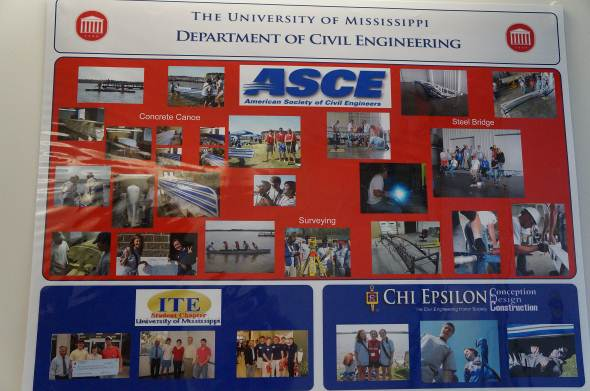 THE UNIVERSITY OF MISSISSIPPI
DEPARTMENT OF CIVIL ENGINEERING
ASCE
American Society of Civil Engineers
Concrete Canoe
Steel Bridge
Surveying
ITE
Student Chapter
University of Mississippi
CHI EPSILON
The Civil Engineering Honor Society
Conception
Design
Construction